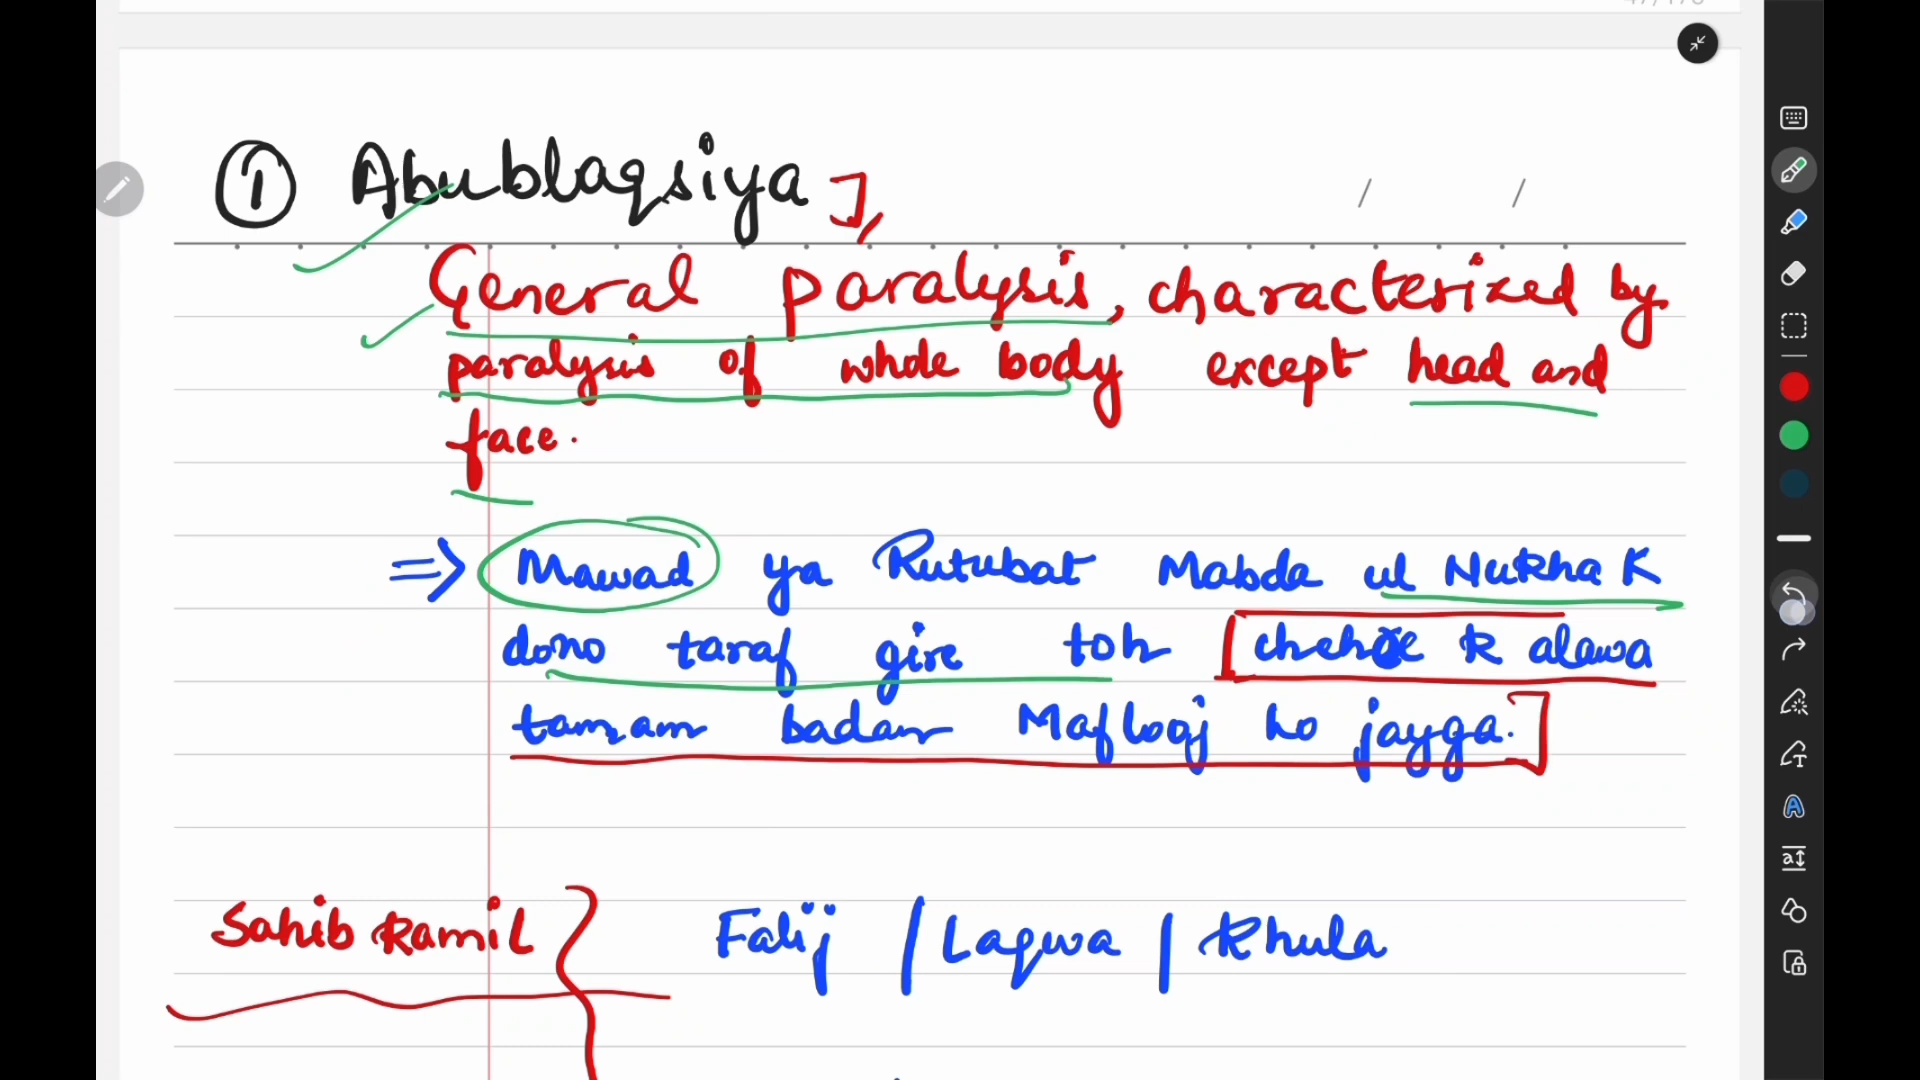 ① Abublaqsiya
/ /
General paralysis, characterized by
paralysis of whole body except head and
face.
⇒ Mawad ya Rutubat Mabda ul Nukha K
dono taraf gire toh [chehre k alawa
tamam badan Maflooj ho jayga.]
Sahib Kamil } Falij / Laqwa / Khula